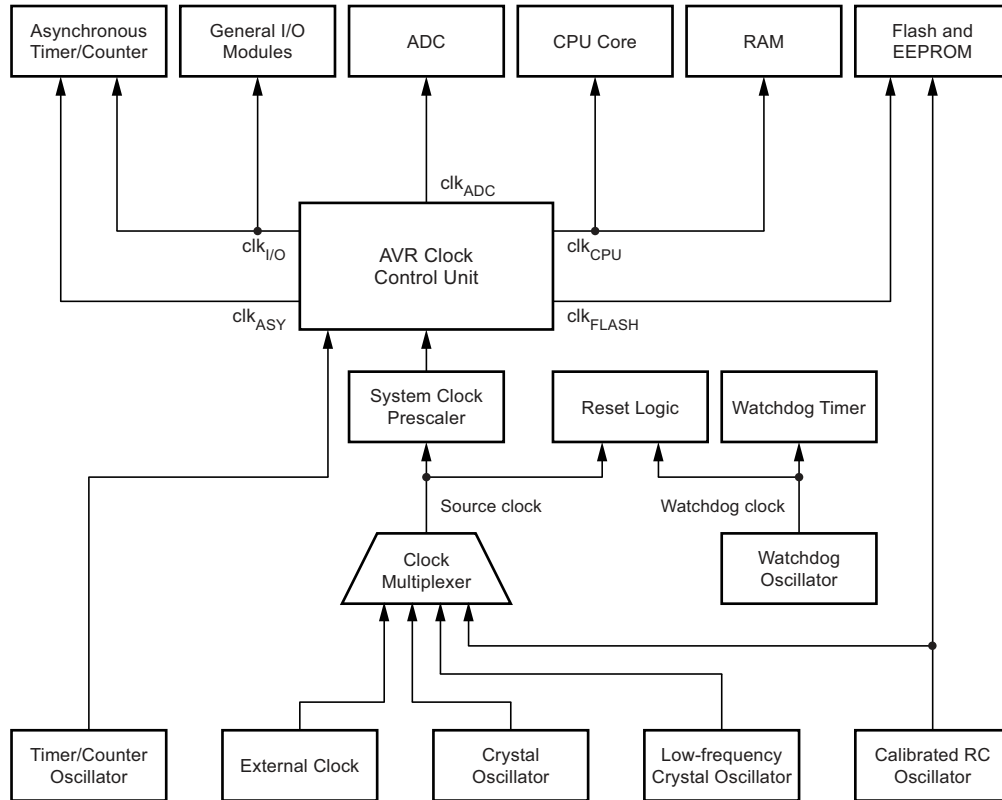 Asynchronous
Timer/Counter
General I/O
Modules
ADC
CPU Core
RAM
Flash and
EEPROM
clkADC
clkI/O
AVR Clock
Control Unit
clkCPU
clkASY
clkFLASH
System Clock
Prescaler
Reset Logic
Watchdog Timer
Source clock
Watchdog clock
Clock
Multiplexer
Watchdog
Oscillator
Timer/Counter
Oscillator
External Clock
Crystal
Oscillator
Low-frequency
Crystal Oscillator
Calibrated RC
Oscillator